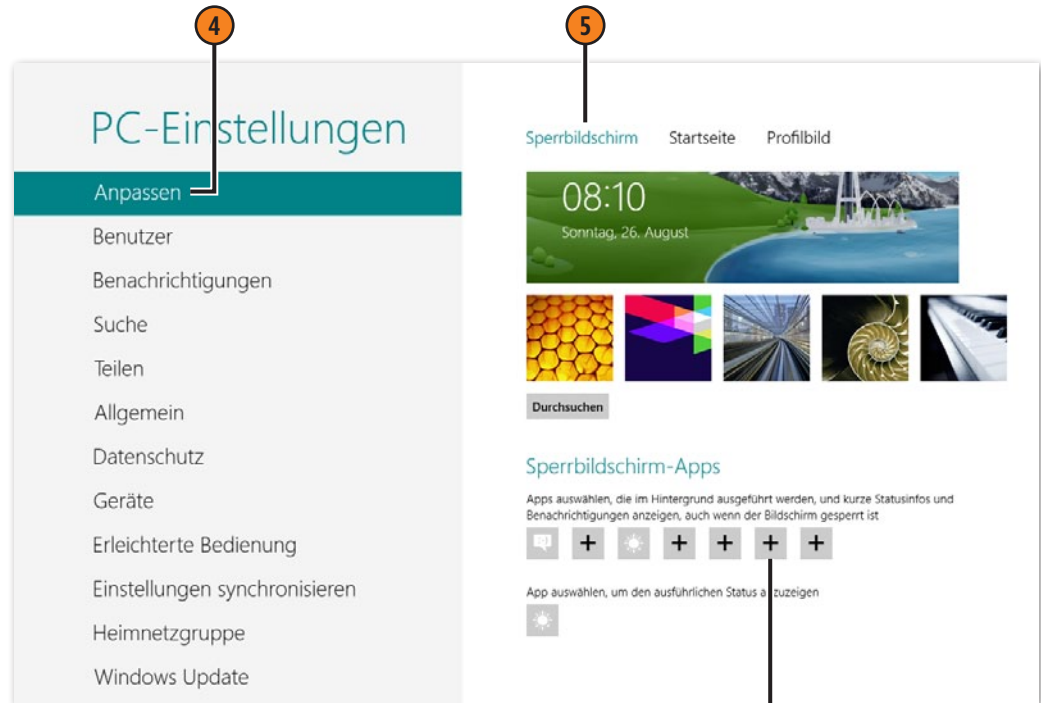 4
5
PC-Einstellungen
Anpassen
Benutzer
Benachrichtigungen
Suche
Teilen
Allgemein
Datenschutz
Geräte
Erleichterte Bedienung
Einstellungen synchronisieren
Heimnetzgruppe
Windows Update
Sperrbildschirm Startseite Profilbild
08:10
Sonntag, 26. August
Durchsuchen
Sperrbildschirm-Apps
Apps auswählen, die im Hintergrund ausgeführt werden, und kurze Statusinfos und
Benachrichtigungen anzeigen, auch wenn der Bildschirm gesperrt ist
+ + + + +
App auswählen, um den ausführlichen Status anzuzeigen